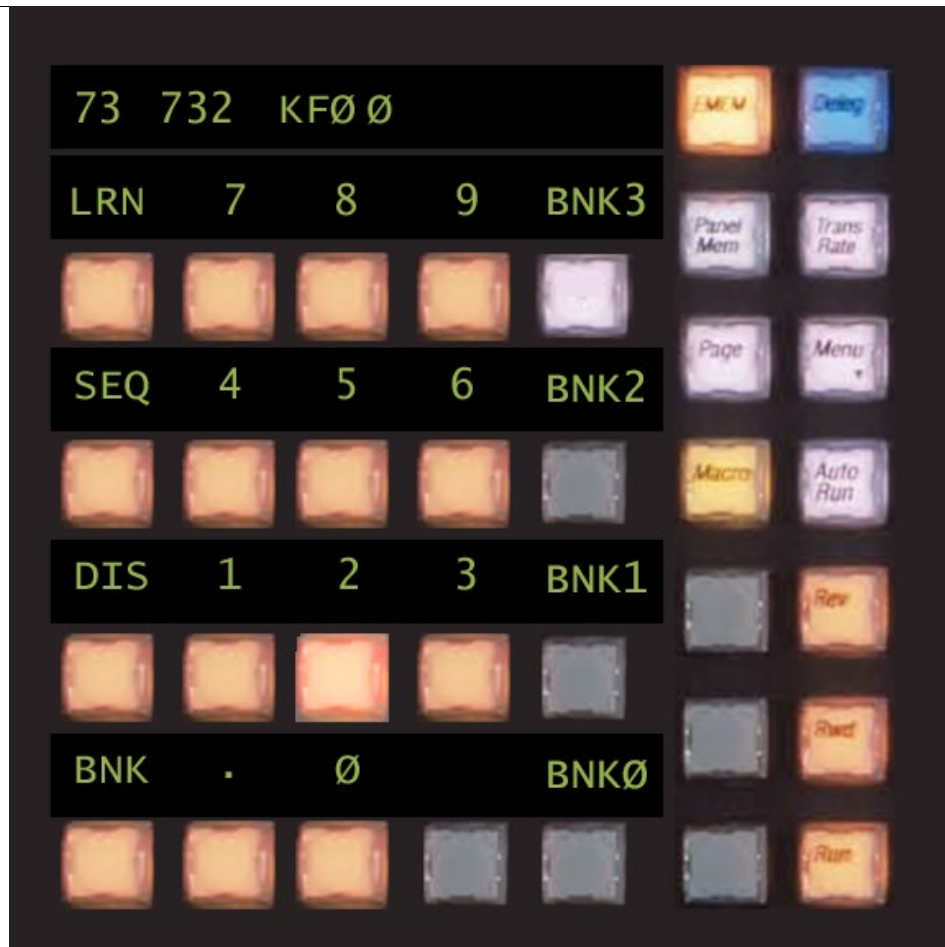 73 732 KFØØ
EMEM Deleg
LRN 7 8 9 BNK3
Panel Mem
Trans Rate
SEQ 4 5 6 BNK2
Page Menu
Macro
Auto Run
DIS 1 2 3 BNK1
Rev
BNK . Ø BNKØ
Rwd
Run